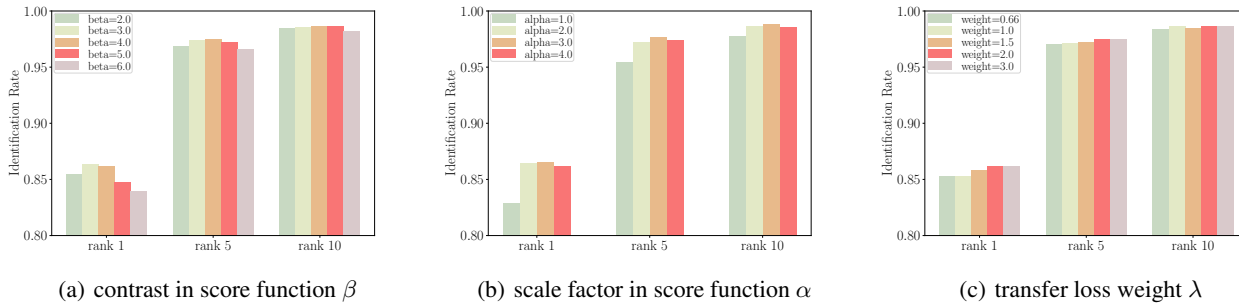 1.00
0.95
0.90
0.85
0.80
Identification Rate
beta=2.0
beta=3.0
beta=4.0
beta=5.0
beta=6.0
rank 1
rank 5
rank 10
(a) contrast in score function β
1.00
0.95
0.90
0.85
0.80
Identification Rate
alpha=1.0
alpha=2.0
alpha=3.0
alpha=4.0
rank 1
rank 5
rank 10
(b) scale factor in score function α
1.00
0.95
0.90
0.85
0.80
Identification Rate
weight=0.66
weight=1.0
weight=1.5
weight=2.0
weight=3.0
rank 1
rank 5
rank 10
(c) transfer loss weight λ